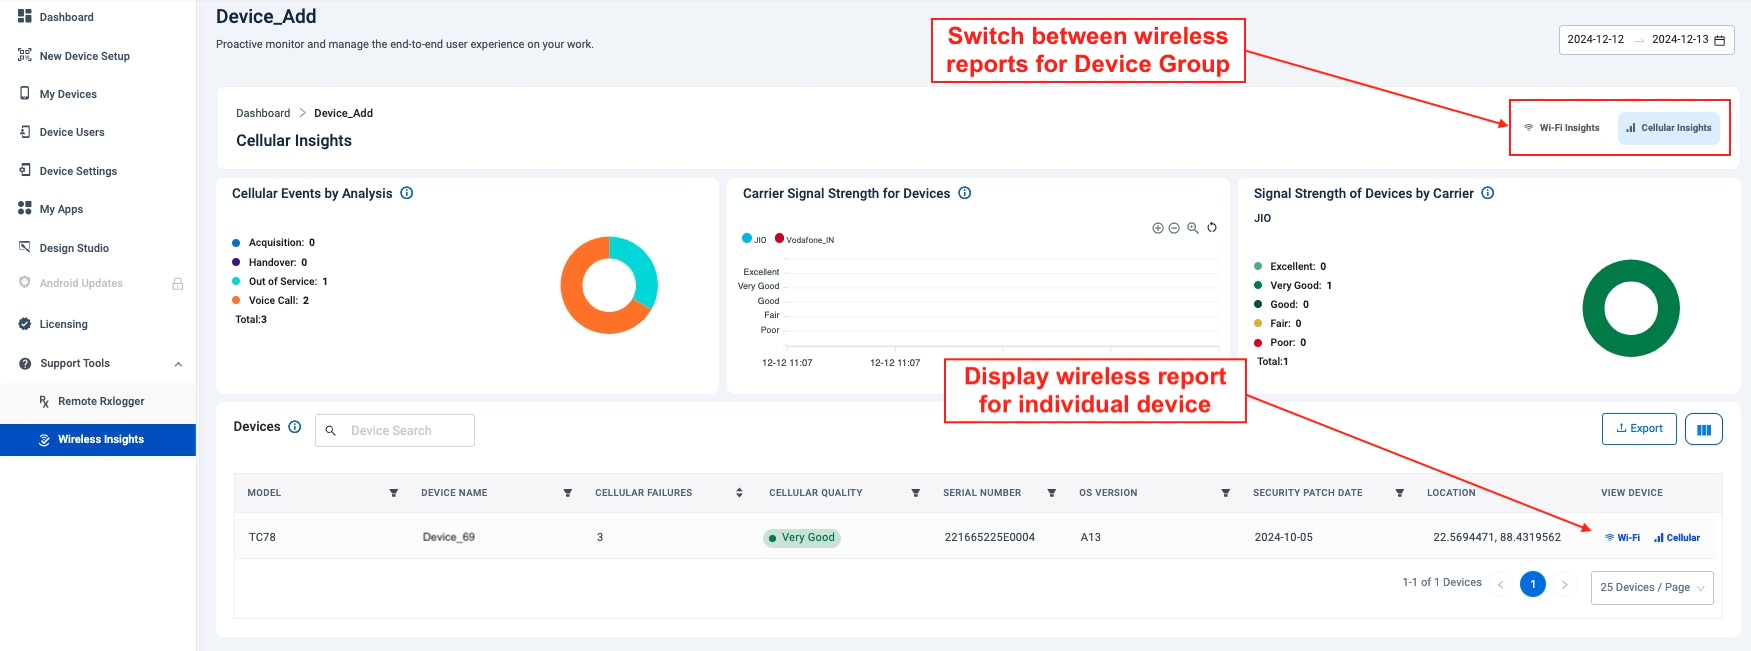 Dashboard
New Device Setup
My Devices
Device Users
Device Settings
My Apps
Design Studio
Android Updates
Licensing
Support Tools
Remote Rxlogger
Wireless Insights
Device_Add
Proactive monitor and manage the end-to-end user experience on your work.
Switch between wireless
reports for Device Group
2024-12-12 → 2024-12-13
Dashboard > Device_Add
Cellular Insights
Wi-Fi Insights Cellular Insights
Cellular Events by Analysis
Acquisition: 0
Handover: 0
Out of Service: 1
Voice Call: 2
Total:3
Carrier Signal Strength for Devices
JIO Vodafone_IN
Excellent
Very Good
Good
Fair
Poor
12-12 11:07 12-12 11:07
Signal Strength of Devices by Carrier
JIO
Excellent: 0
Very Good: 1
Good: 0
Fair: 0
Poor: 0
Total:1
Display wireless report
for individual device
Devices Device Search Export
MODEL DEVICE NAME CELLULAR FAILURES CELLULAR QUALITY SERIAL NUMBER OS VERSION SECURITY PATCH DATE LOCATION VIEW DEVICE
TC78 Device_69 3 Very Good 221665225E0004 A13 2024-10-05 22.5694471, 88.4319562 Wi-Fi Cellular
1-1 of 1 Devices < 1 > 25 Devices / Page